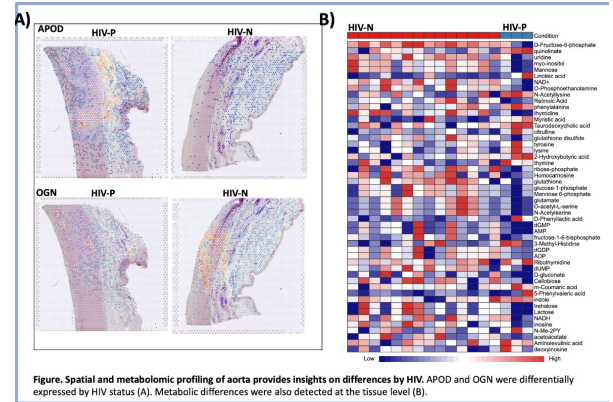 A)
APOD
HIV-P
HIV-N
OGN
HIV-P
HIV-N
B)
HIV-N
HIV-P
Condition
D-Fructose-6-phosphate
quinolinate
uridine
myo-inositol
Mannose
Linoleic acid
NAD+
O-Phosphoethanolamine
N-Acetyllysine
Retinoic Acid
phenylalanine
thymidine
Myristic acid
Taurodeoxycholic acid
citrulline
glutathione disulfide
tyrosine
lysine
2-Hydroxybutyric acid
thymine
ribose-phosphate
Homocarnosine
glutathione
glucose-1-phosphate
Mannose 6-phosphate
glutamate
O-acetyl-L-serine
N-Acetylserine
D-Phenyllactic acid
dGMP
AMP
fructose-1-6-bisphosphate
3-Methyl-Histidine
dGDP
ADP
Ribothymidine
dUMP
D-gluconate
Cellobiose
m-Coumaric acid
5-Phenylvaleric acid
indole
trehalose
Lactose
NADH
inosine
N-Me-2PY
acetoacetate
Aminolevulinic acid
deoxyinosine
Low
High
Figure. Spatial and metabolomic profiling of aorta provides insights on differences by HIV. APOD and OGN were differentially
expressed by HIV status (A). Metabolic differences were also detected at the tissue level (B).